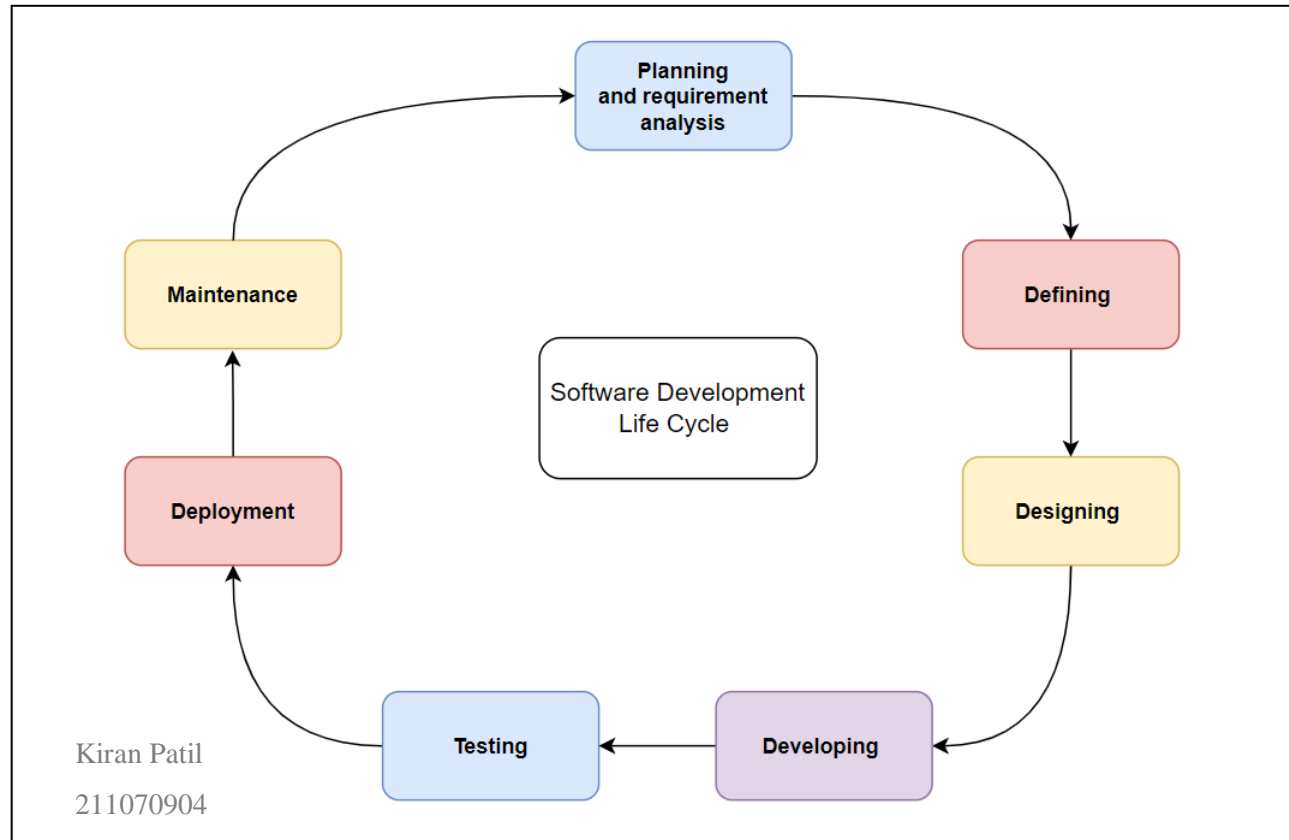 Planning
and requirement
analysis
Maintenance
Defining
Software Development
Life Cycle
Deployment
Designing
Testing
Developing
Kiran Patil
211070904